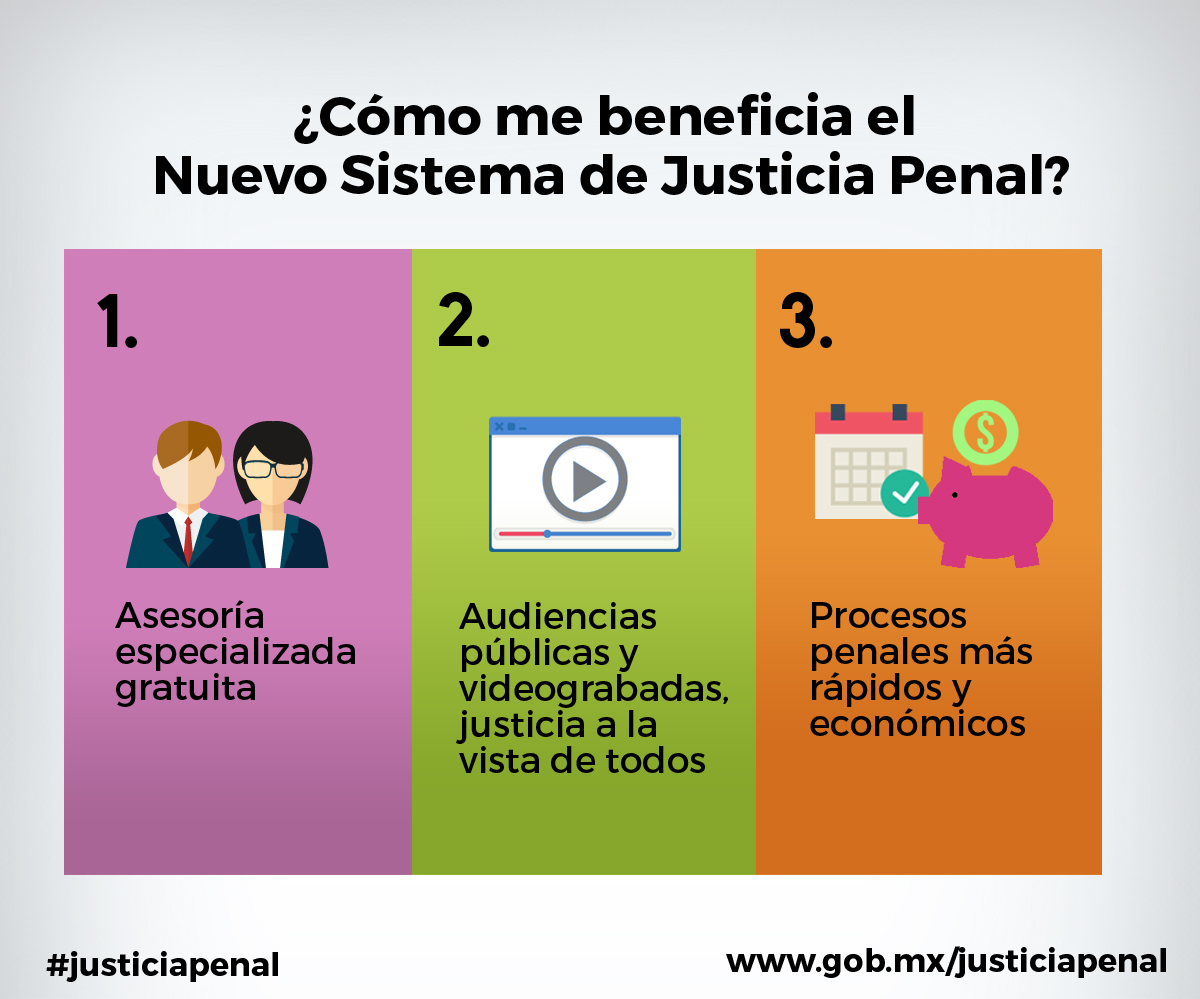 ¿Cómo me beneficia el
Nuevo Sistema de Justicia Penal?
1.
Asesoría
especializada
gratuita
2.
Audiencias
públicas y
videograbadas,
justicia a la
vista de todos
3.
$
Procesos
penales más
rápidos y
económicos
#justiciapenal
www.gob.mx/justiciapenal